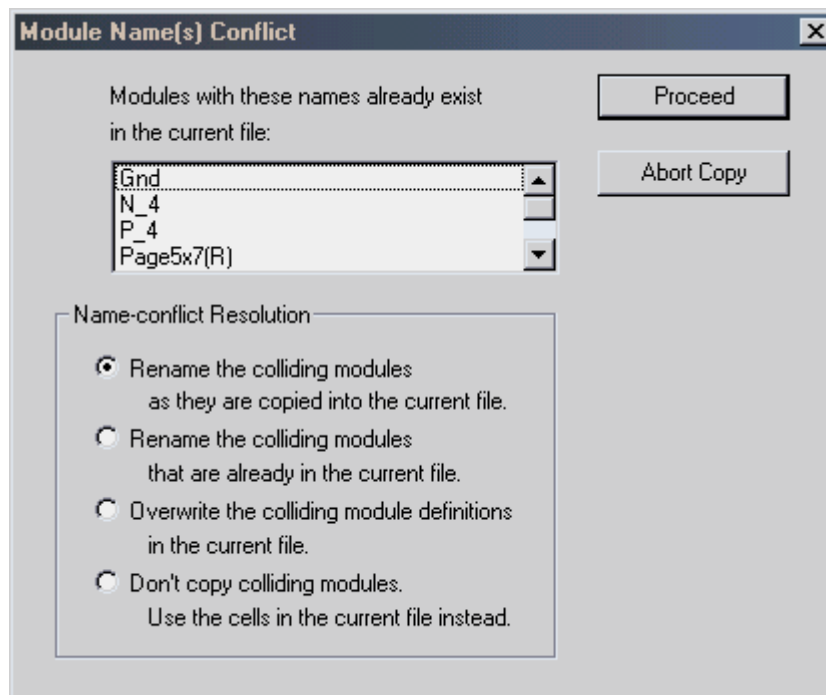 Module Name(s) Conflict
Modules with these names already exist
in the current file:
Proceed
Abort Copy
Gnd
N_4
P_4
Page5x7(R)
Name-conflict Resolution
Rename the colliding modules
as they are copied into the current file.
Rename the colliding modules
that are already in the current file.
Overwrite the colliding module definitions
in the current file.
Don't copy colliding modules.
Use the cells in the current file instead.